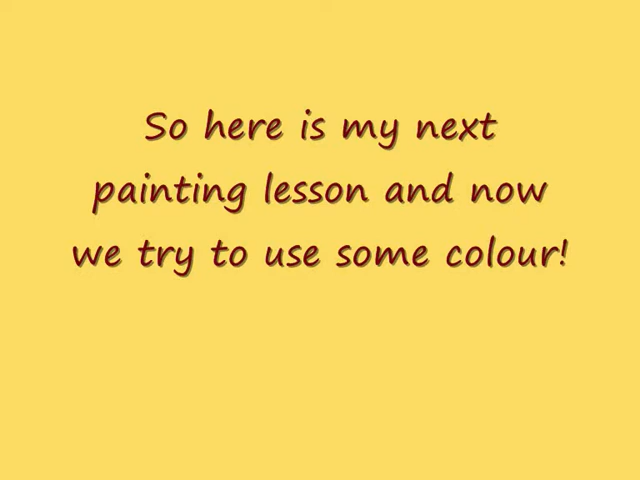 So here is my next
painting lesson and now
we try to use some colour!